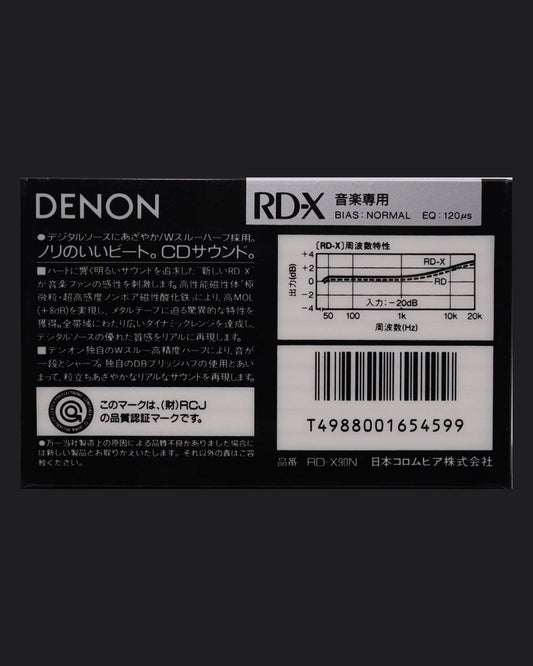 DENON
RD-X
音楽専用
BIAS: NORMAL EQ: 120μs
●デジタルソースにあざやか/Wスルーハーフ採用。
ノリのいいビート。CDサウンド。
■ハートに響く明るいサウンドを追求した「新しいRD-X」
が音楽ファンの感性を刺激します。高性能磁性体「極
微粒・超高感度ノンポア磁性酸化鉄」により、高MOL
(+8dB)を実現し、メタルテープに迫る驚異的な特性を
獲得。全帯域にわたり広いダイナミックレンジを達成し、
デジタルソースの優れた質感をリアルに再現します。
■デンオン独自のWスルー高精度ハーフにより、音が
一段とシャープ。当社独自のDBブリッジハブの使用とあい
まって、粒立ちあざやかなリアルなサウンドを再現します。
このマークは、(財)RCJ
の品質認証マークです。
●万一当社製造上の原因による品質不良がありました場合に
は新しい製品とお取りかえいたします。それ以外の責はご容
赦ください。
〔RD-X〕周波数特性
出力(dB)
+4
+2
0
-2
-4
RD-X
RD
入力:-20dB
50 100 1k 10k 20k
周波数(Hz)
T4988001654599
品番 RD-X90N 日本コロムビア株式会社